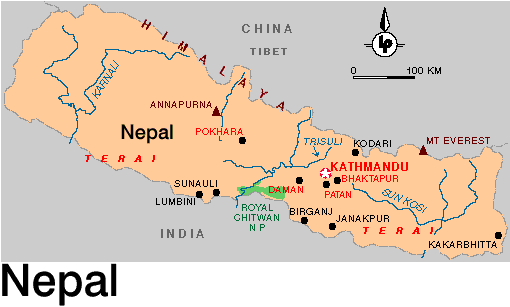 CHINA
TIBET
HIMALAYA
lp
0 100 KM
KARNALI
ANNAPURNA
Nepal
POKHARA
TRISULI
KODARI
MT EVEREST
TERAI
KATHMANDU
BHAKTAPUR
DAMAN
PATAN
SUNAULI
LUMBINI
SUN KOSI
ROYAL
CHITWAN
N P
BIRGANJ
JANAKPUR
TERAI
INDIA
KAKARBHITTA
Nepal